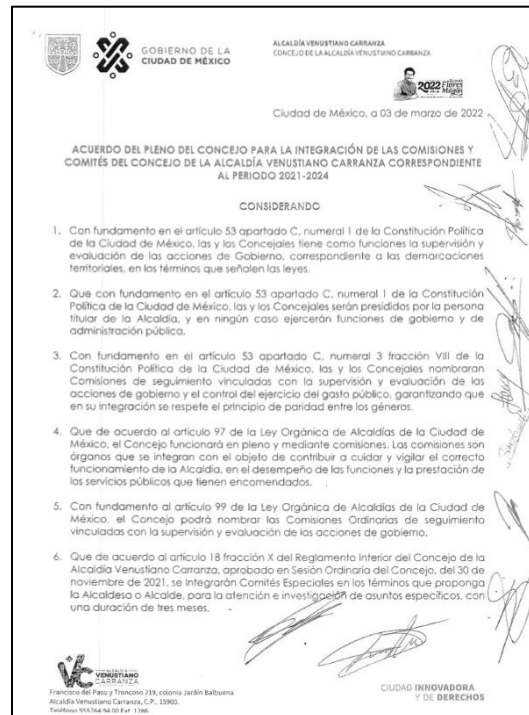 GOBIERNO DE LA
CIUDAD DE MÉXICO
ALCALDÍA VENUSTIANO CARRANZA
CONCEJO DE LA ALCALDÍA VENUSTIANO CARRANZA
2022 Flores
Magón
Ciudad de México, a 03 de marzo de 2022
ACUERDO DEL PLENO DEL CONCEJO PARA LA INTEGRACIÓN DE LAS COMISIONES Y
COMITÉS DEL CONCEJO DE LA ALCALDÍA VENUSTIANO CARRANZA CORRESPONDIENTE
AL PERIODO 2021-2024
CONSIDERANDO
1. Con fundamento en el artículo 53 apartado C, numeral 1 de la Constitución Política
de la Ciudad de México, las y los Concejales tiene como funciones la supervisión y
evaluación de las acciones de Gobierno, correspondiente a las demarcaciones
territoriales, en los términos que señalen las leyes.
2. Que con fundamento en el artículo 53 apartado C, numeral 1 de la Constitución
Política de la Ciudad de México, las y los Concejales serán presididos por la persona
titular de la Alcaldía, y en ningún caso ejercerán funciones de gobierno y de
administración pública.
3. Con fundamento en el artículo 53 apartado C, numeral 3 fracción VIII de la
Constitución Política de la Ciudad de México, las y los Concejales nombraran
Comisiones de seguimiento vinculadas con la supervisión y evaluación de las
acciones de gobierno y el control del ejercicio del gasto público, garantizando que
en su integración se respete el principio de paridad entre los géneros.
4. Que de acuerdo al artículo 97 de la Ley Orgánica de Alcaldías de la Ciudad de
México, el Concejo funcionará en pleno y mediante comisiones. Las comisiones son
órganos que se integran con el objeto de contribuir a cuidar y vigilar el correcto
funcionamiento de la Alcaldía, en el desempeño de las funciones y la prestación de
los servicios públicos que tienen encomendados.
5. Con fundamento al artículo 99 de la Ley Orgánica de Alcaldías de la Ciudad de
México, el Concejo podrá nombrar las Comisiones Ordinarias de seguimiento
vinculadas con la supervisión y evaluación de las acciones de gobierno.
6. Que de acuerdo al artículo 18 fracción X del Reglamento Interior del Concejo de la
Alcaldía Venustiano Carranza, aprobado en Sesión Ordinaria del Concejo, del 30 de
noviembre de 2021, se integrarán Comités Especiales en los términos que proponga
la Alcaldesa o Alcalde, para la atención e investigación de asuntos específicos, con
una duración de tres meses.
VC
ALCALDÍA
VENUSTIANO
CARRANZA
Francisco del Paso y Troncoso 219, colonia Jardín Balbuena
Alcaldía Venustiano Carranza, C.P., 15900.
Teléfono 555764 94 00 Ext. 1286
CIUDAD INNOVADORA
Y DE DERECHOS